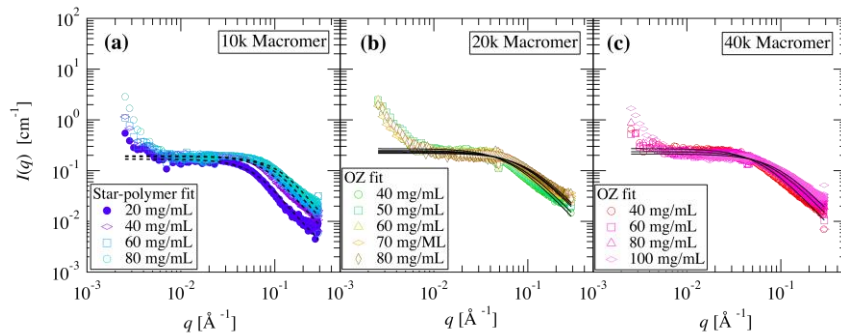 (a) 10k Macromer
(b) 20k Macromer
(c) 40k Macromer
10²
10¹
10⁰
10⁻¹
10⁻²
10⁻³
I(q) [cm⁻¹]
Star-polymer fit
20 mg/mL
40 mg/mL
60 mg/mL
80 mg/mL
OZ fit
40 mg/mL
50 mg/mL
60 mg/mL
70 mg/ML
80 mg/mL
OZ fit
40 mg/mL
60 mg/mL
80 mg/mL
100 mg/mL
10⁻³ 10⁻² 10⁻¹ 10⁻³ 10⁻² 10⁻¹ 10⁻³ 10⁻² 10⁻¹ 10⁰
q [Å⁻¹] q [Å⁻¹] q [Å⁻¹]